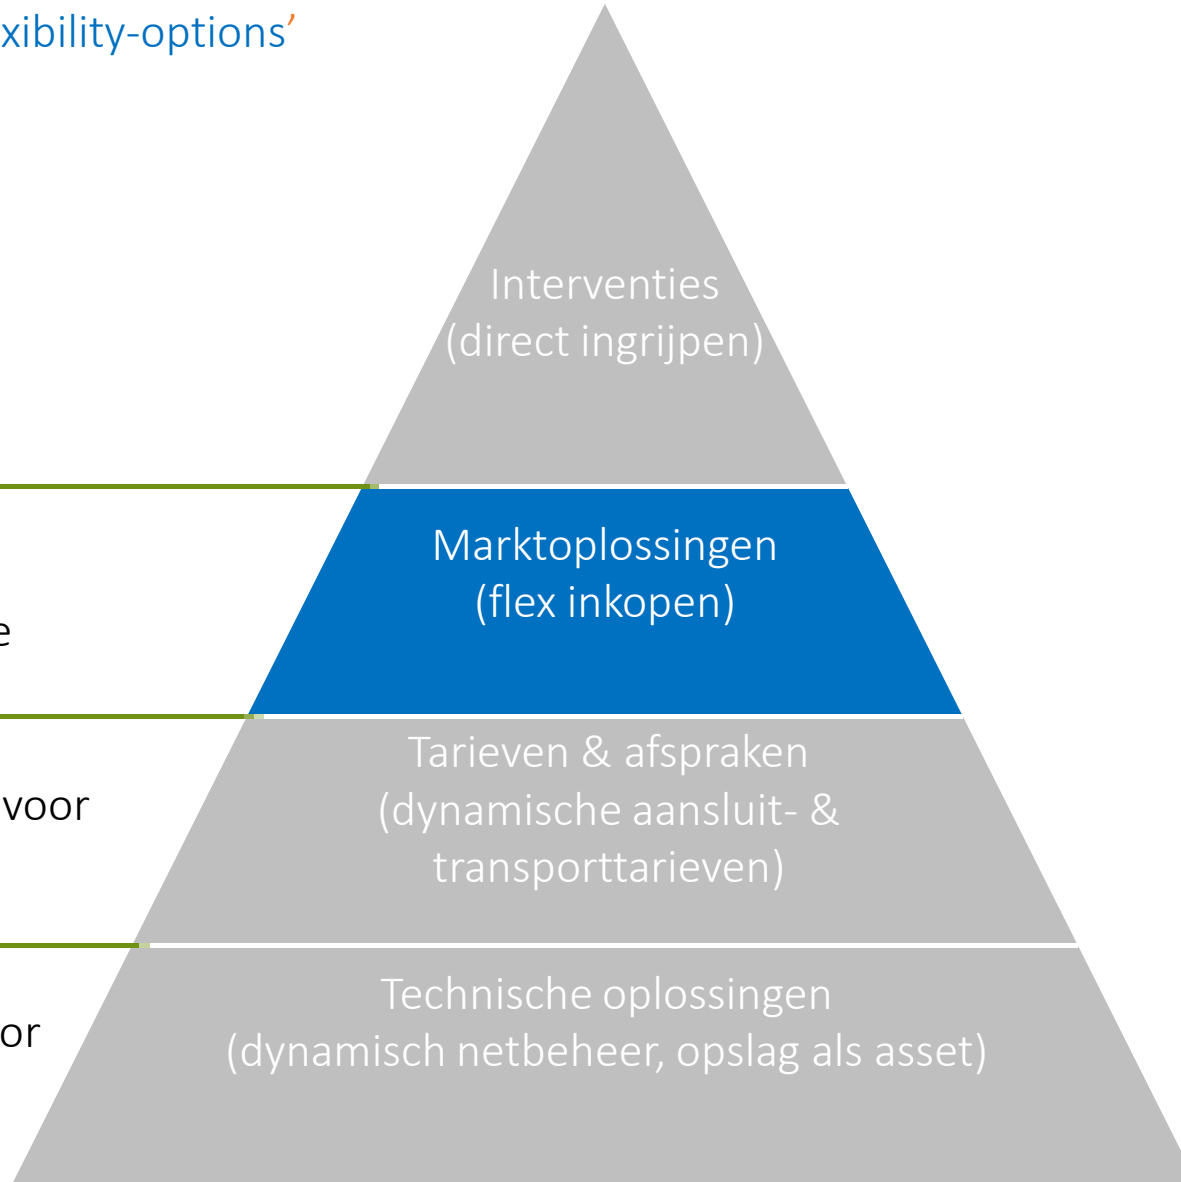 xibility-options’
Interventies
(direct ingrijpen)
Marktoplossingen
(flex inkopen)
e
Tarieven & afspraken
voor
(dynamische aansluit- &
transporttarieven)
Technische oplossingen
or
(dynamisch netbeheer, opslag als asset)